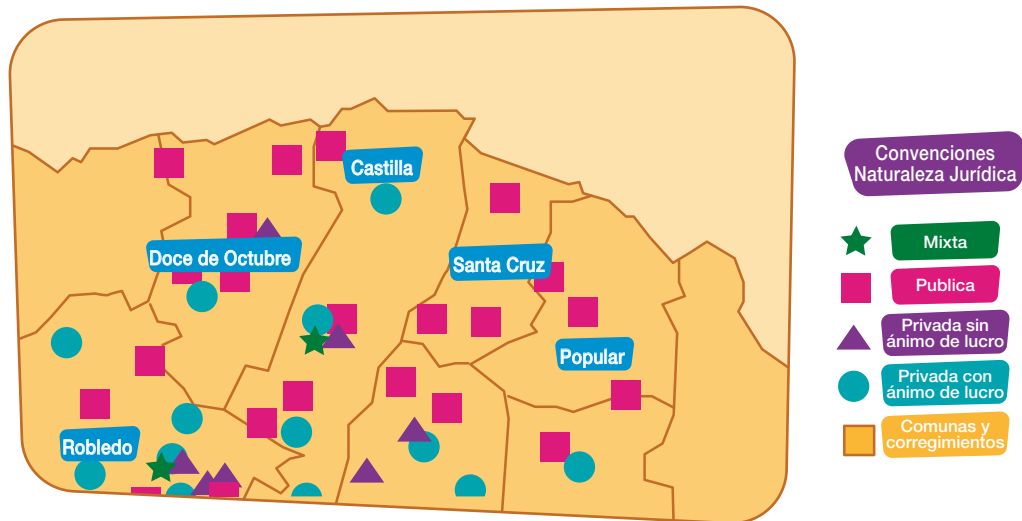 Castilla
Doce de Octubre
Santa Cruz
Popular
Robledo
Convenciones
Naturaleza Jurídica
Mixta
Publica
Privada sin
ánimo de lucro
Privada con
ánimo de lucro
Comunas y
corregimientos